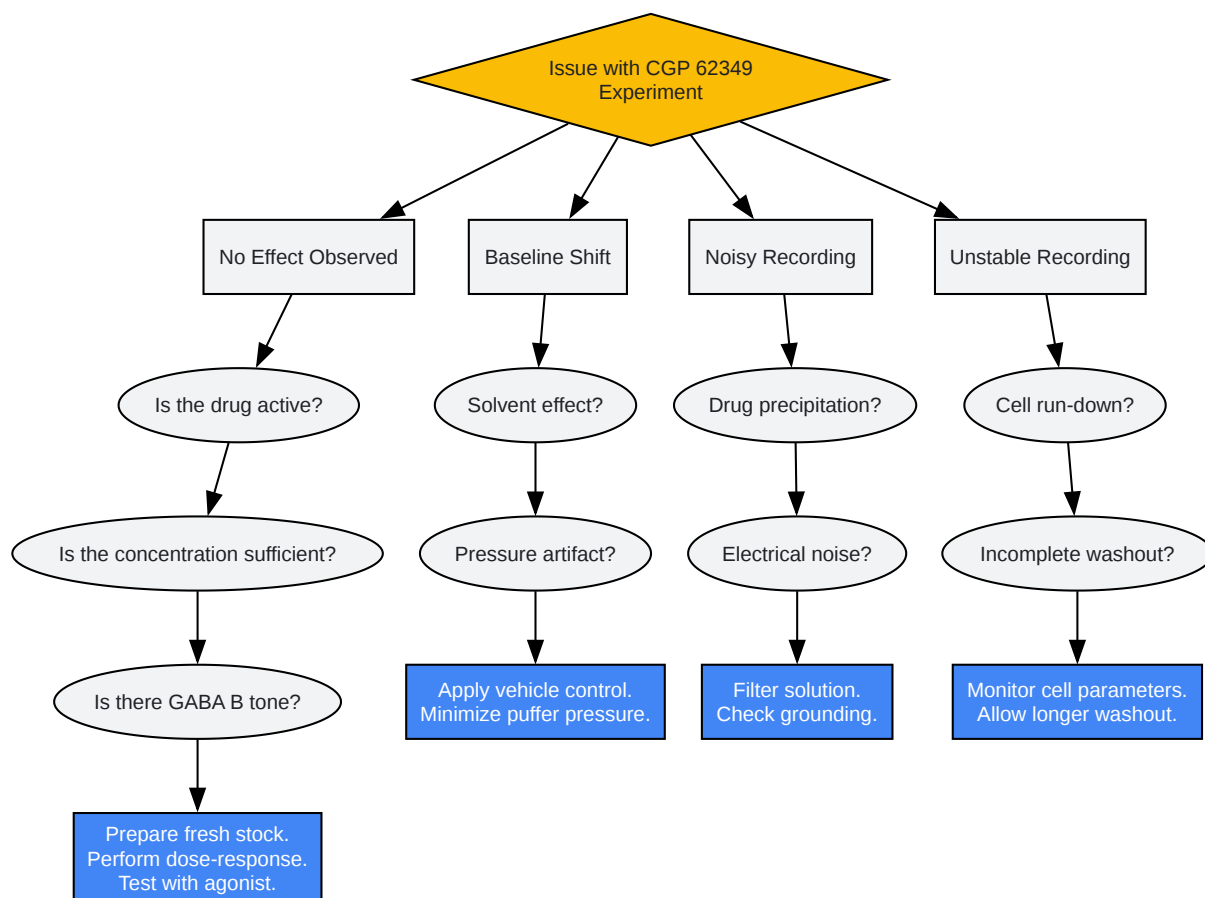 Issue with CGP 62349
Experiment
No Effect Observed
Baseline Shift
Noisy Recording
Unstable Recording
Is the drug active?
Solvent effect?
Drug precipitation?
Cell run-down?
Is the concentration sufficient?
Pressure artifact?
Electrical noise?
Incomplete washout?
Is there GABA B tone?
Apply vehicle control.
Minimize puffer pressure.
Filter solution.
Check grounding.
Monitor cell parameters.
Allow longer washout.
Prepare fresh stock.
Perform dose-response.
Test with agonist.